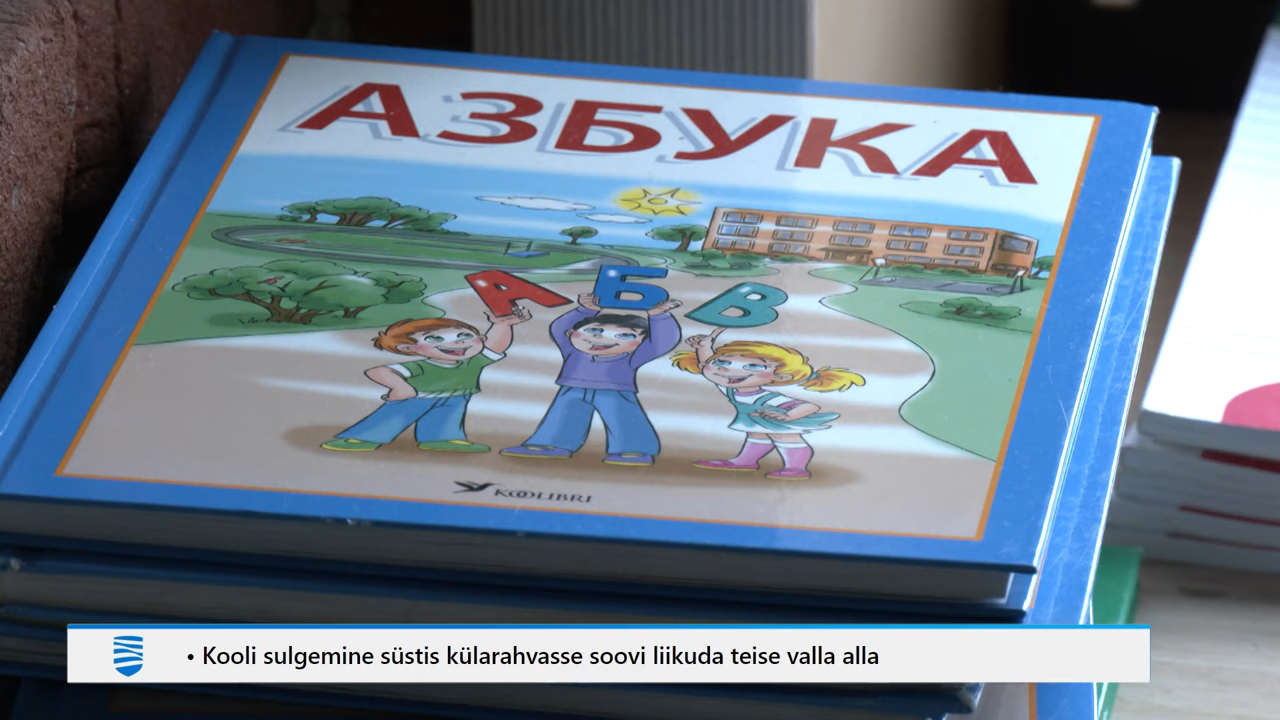 АЗБУКА
А Б В
KOOLIBRI
• Kooli sulgemine süstis külarahvasse soovi liikuda teise valla alla